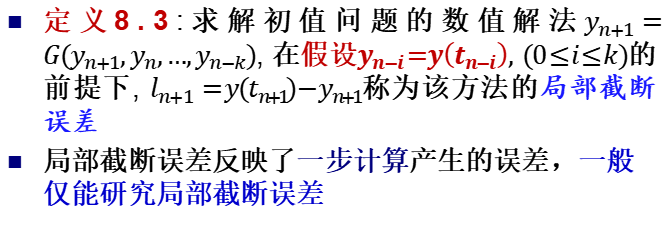 定义8.3:求解初值问题的数值解法 yₙ₊₁ =
G(yₙ₊₁, yₙ, …, yₙ₋ₖ), 在假设yₙ₋ᵢ=y(tₙ₋ᵢ), (0≤i≤k)的
前提下, lₙ₊₁ =y(tₙ₊₁)−yₙ₊₁称为该方法的局部截断
误差
局部截断误差反映了一步计算产生的误差，一般
仅能研究局部截断误差